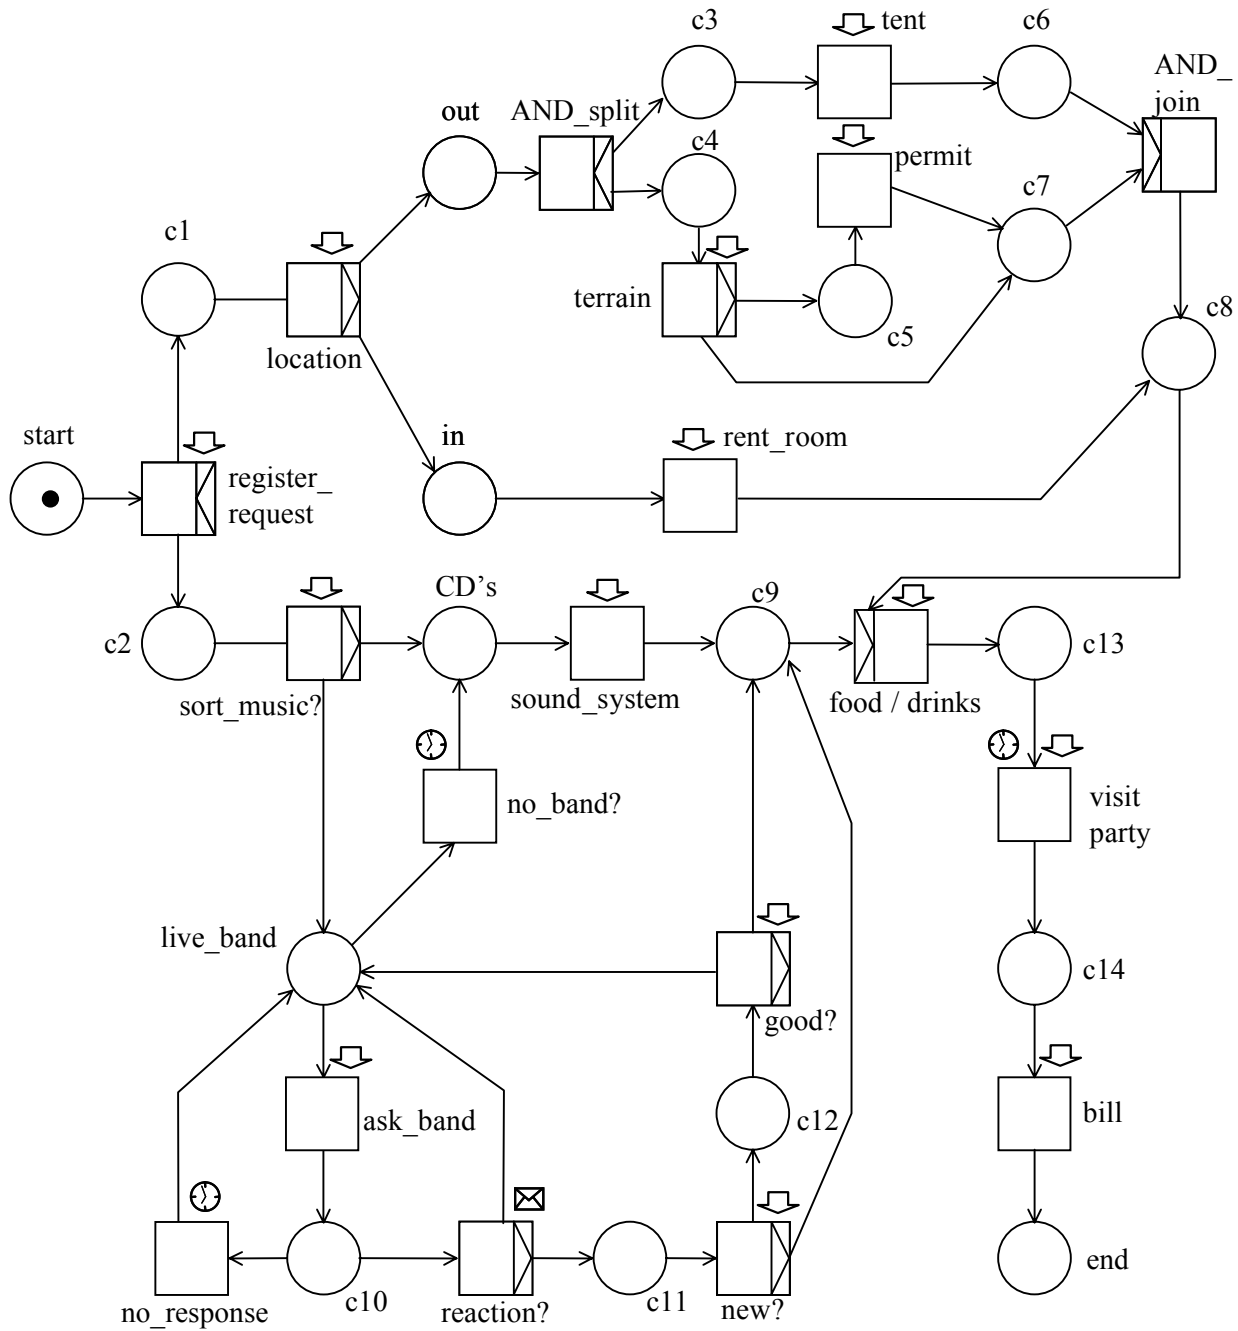 c3
tent
c6
AND_
join
out
AND_split
c4
permit
c7
c1
terrain
c5
c8
location
start
in
rent_room
register_
request
CD's
c9
c2
c13
sort_music?
sound_system
food / drinks
no_band?
visit
party
live_band
c14
good?
ask_band
c12
bill
end
no_response
c10
reaction?
c11
new?